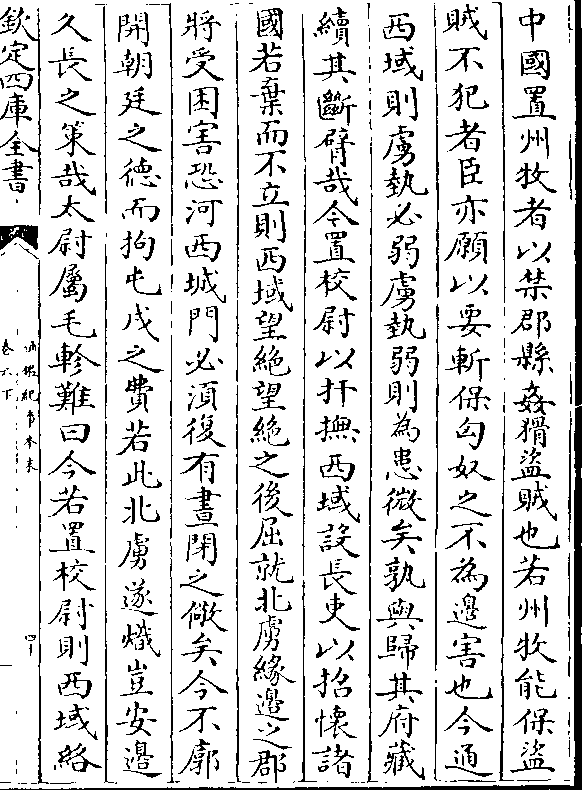 中國置州牧者以禁郡縣姦猾盜賊也若州牧能保盜
賊不犯者臣亦願以要斬保匈奴之不為邊害也今通
西域則虜埶必弱虜埶弱則為患微矣孰與歸其府藏
續其斷臂哉今置校尉以扞撫西域設長吏以招懷諸
國若棄而不立則西域望絶望絶之後屈就北虜緣邊之郡
將受困害恐河西城門必須復有晝閉之儆矣今不廓
開朝廷之德而拘屯戍之費若此北虜遂熾豈安邊
久長之策哉太尉屬毛軫難曰今若置校尉則西域絡
欽定四庫全書
通鑑紀事本末
卷六下